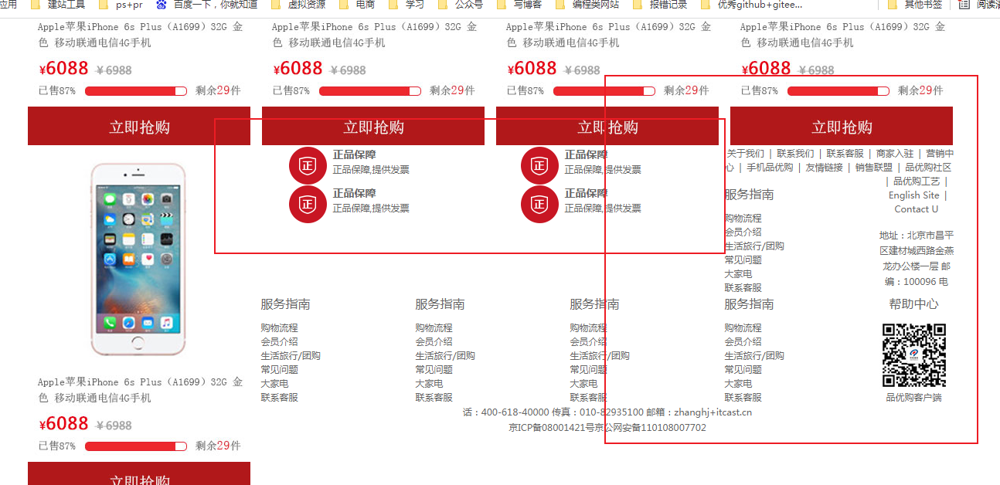 应用 建站工具 ps+pr 百度一下，你就知道 虚拟资源 电商 学习 公众号 写博客 编程类网站 报错记录 优秀github+gitee... 其他书签 阅读清
Apple苹果iPhone 6s Plus（A1699）32G 金
色 移动联通电信4G手机
¥6088 ￥6988
已售87% 剩余29件
立即抢购
Apple苹果iPhone 6s Plus（A1699）32G 金
色 移动联通电信4G手机
¥6088 ￥6988
已售87% 剩余29件
立即抢购
Apple苹果iPhone 6s Plus（A1699）32G 金
色 移动联通电信4G手机
¥6088 ￥6988
已售87% 剩余29件
立即抢购
Apple苹果iPhone 6s Plus（A1699）32G 金
色 移动联通电信4G手机
¥6088 ￥6988
已售87% 剩余29件
立即抢购
正
正品保障
正品保障,提供发票
正
正品保障
正品保障,提供发票
正
正品保障
正品保障,提供发票
正
正品保障
正品保障,提供发票
关于我们 | 联系我们 | 联系客服 | 商家入驻 | 营销中
心 | 手机品优购 | 友情链接 | 销售联盟 | 品优购社区
| 品优购工艺 |
English Site |
Contact U
服务指南
购物流程
会员介绍
生活旅行/团购
常见问题
大家电
联系客服
地址：北京市昌平
区建材城西路金燕
龙办公楼一层 邮
编：100096 电
服务指南
购物流程
会员介绍
生活旅行/团购
常见问题
大家电
联系客服
服务指南
购物流程
会员介绍
生活旅行/团购
常见问题
大家电
联系客服
服务指南
购物流程
会员介绍
生活旅行/团购
常见问题
大家电
联系客服
服务指南
购物流程
会员介绍
生活旅行/团购
常见问题
大家电
联系客服
帮助中心
品优购客户端
话：400-618-40000 传真：010-82935100 邮箱：zhanghj+itcast.cn
京ICP备08001421号京公网安备110108007702
Apple苹果iPhone 6s Plus（A1699）32G 金
色 移动联通电信4G手机
¥6088 ￥6988
已售87% 剩余29件
立即抢购